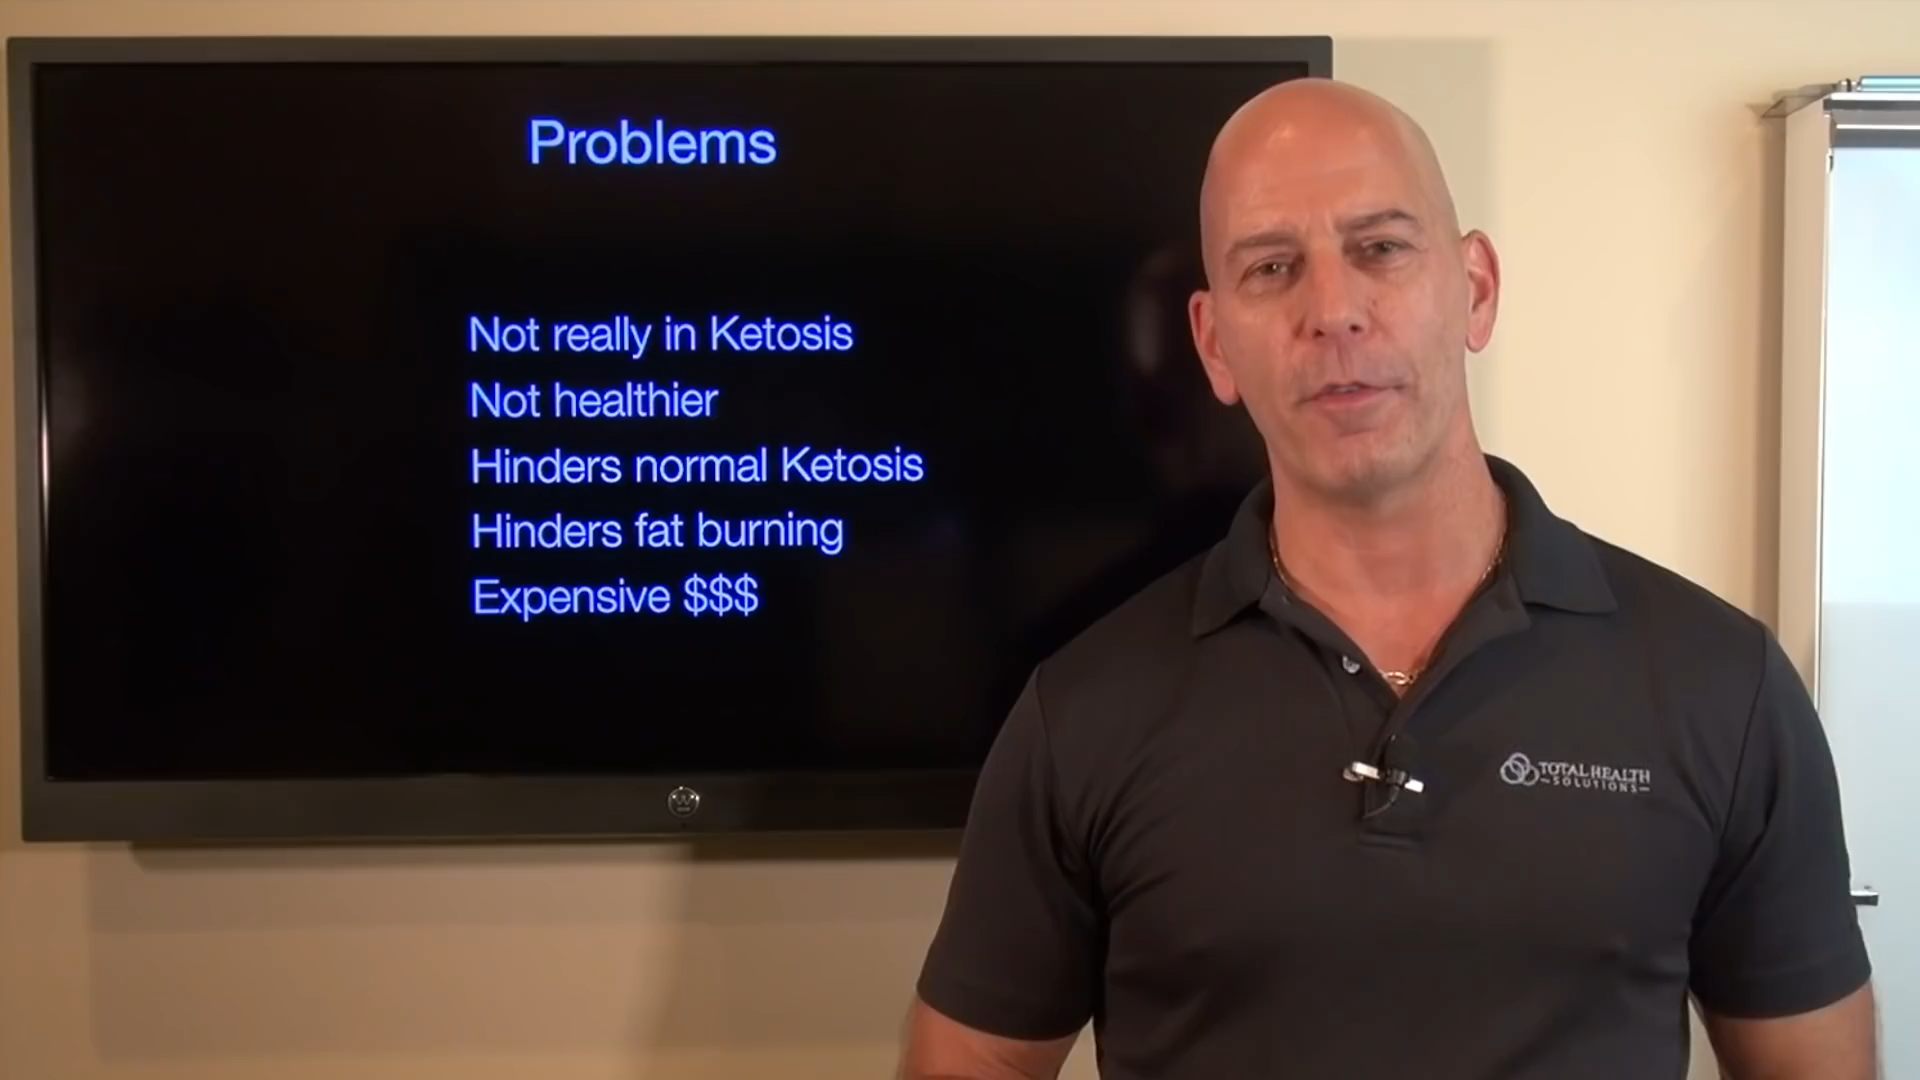 Problems
Not really in Ketosis
Not healthier
Hinders normal Ketosis
Hinders fat burning
Expensive $$$
TOTAL HEALTH
SOLUTIONS